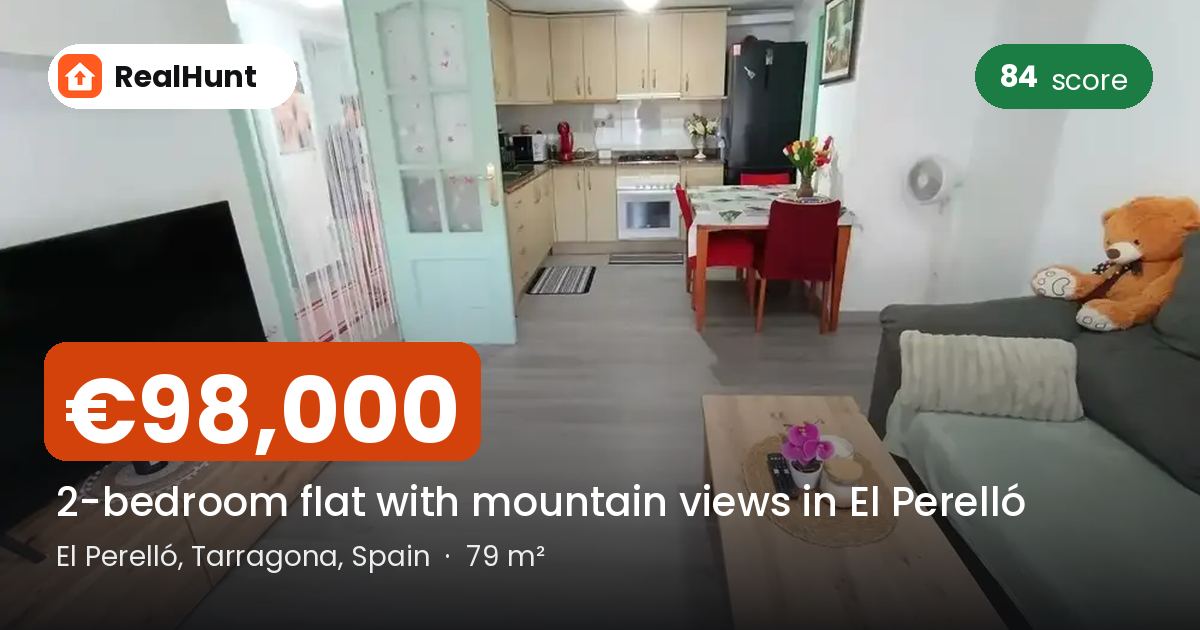 RealHunt
84 score
€98,000
2-bedroom flat with mountain views in El Perelló
El Perelló, Tarragona, Spain · 79 m²